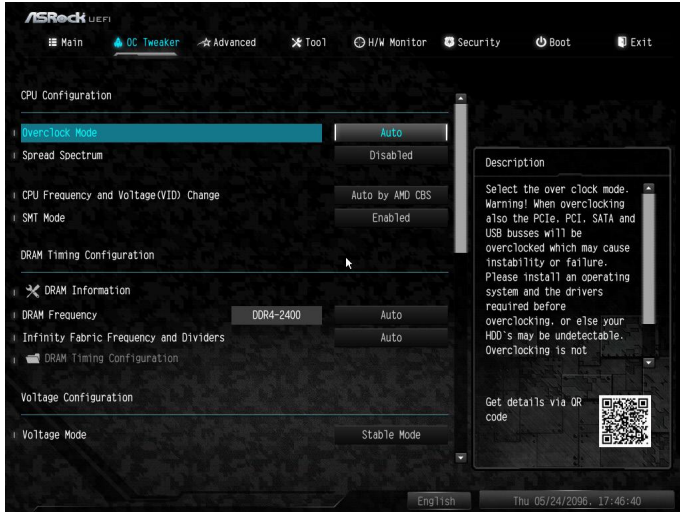 ASRock UEFI
Main OC Tweaker Advanced Tool H/W Monitor Security Boot Exit
CPU Configuration
Overclock Mode Auto
Spread Spectrum Disabled
CPU Frequency and Voltage(VID) Change Auto by AMD CBS
SMT Mode Enabled
DRAM Timing Configuration
DRAM Information
DRAM Frequency DDR4-2400 Auto
Infinity Fabric Frequency and Dividers Auto
DRAM Timing Configuration
Voltage Configuration
Voltage Mode Stable Mode
Description
Select the over clock mode.
Warning! When overclocking
also the PCIe, PCI, SATA and
USB busses will be
overclocked which may cause
instability or failure.
Please install an operating
system and the drivers
required before
overclocking, or else your
HDD`s may be undetectable.
Overclocking is not
Get details via QR
code
English
Thu 05/24/2096, 17:46:40